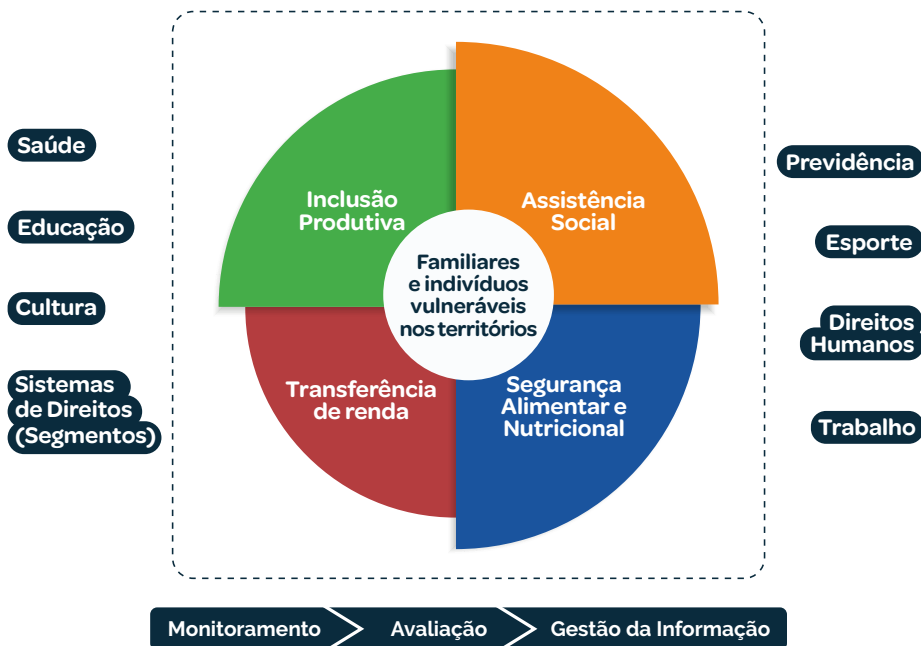 Saúde
Educação
Cultura
Sistemas
de Direitos
(Segmentos)
Inclusão
Produtiva
Assistência
Social
Familiares
e indivíduos
vulneráveis
nos territórios
Transferência
de renda
Segurança
Alimentar e
Nutricional
Previdência
Esporte
Direitos
Humanos
Trabalho
Monitoramento
Avaliação
Gestão da Informação